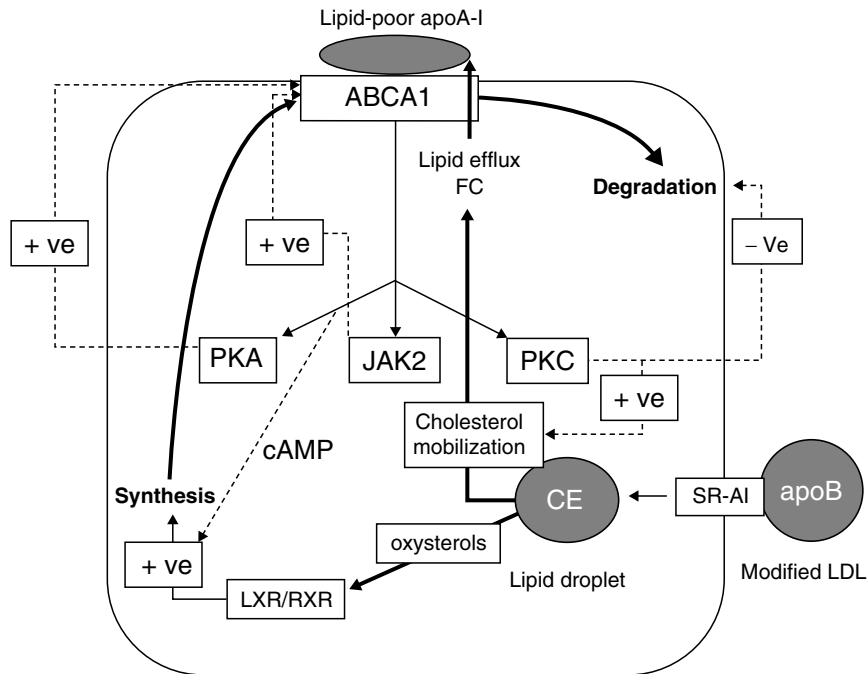 Lipid-poor apoA-I
ABCA1
Lipid efflux
FC
Degradation
+ ve
+ ve
– Ve
PKA
JAK2
PKC
+ ve
Cholesterol
mobilization
cAMP
Synthesis
CE
SR-AI
apoB
oxysterols
+ ve
Lipid droplet
Modified LDL
LXR/RXR